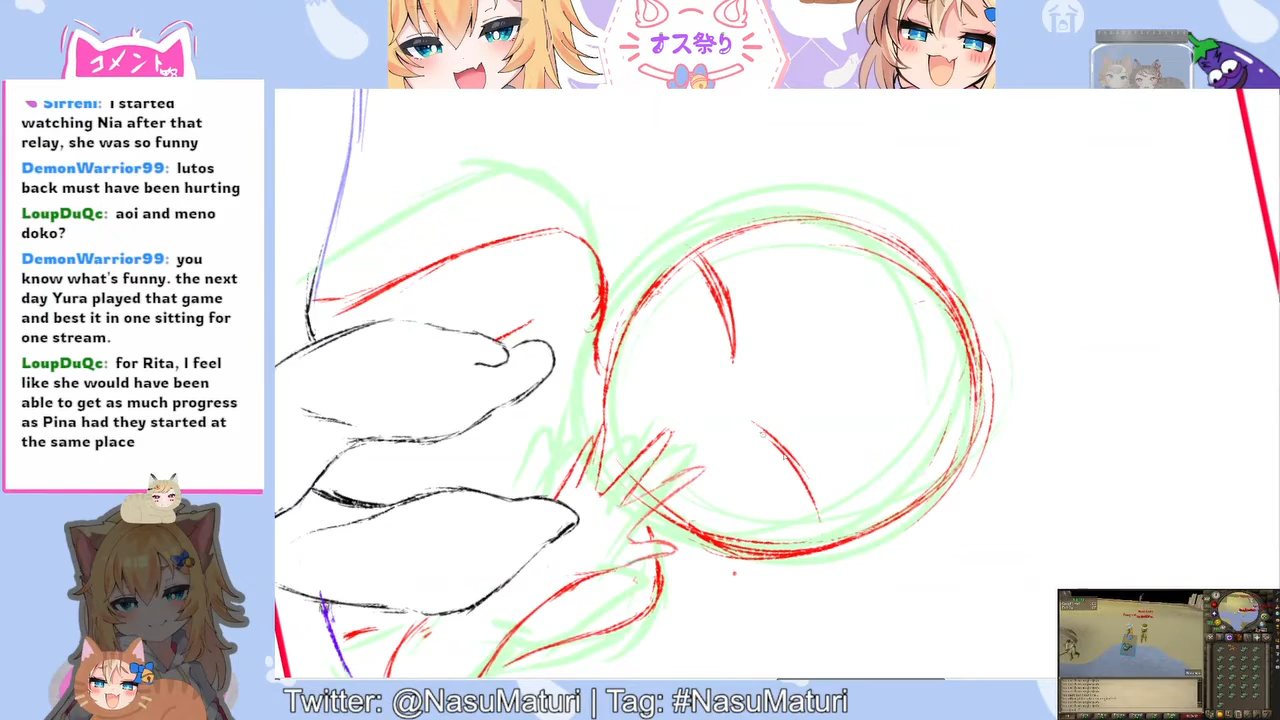 コメント
オス祭り
Sirreni: I started
watching Nia after that
relay, she was so funny
DemonWarrior99: lutos
back must have been hurting
LoupDuQc: aoi and meno
doko?
DemonWarrior99: you
know what's funny. the next
day Yura played that game
and best it in one sitting for
one stream.
LoupDuQc: for Rita, I feel
like she would have been
able to get as much progress
as Pina had they started at
the same place
Twitter: @NasuMaturi | Tag: #NasuMaturi